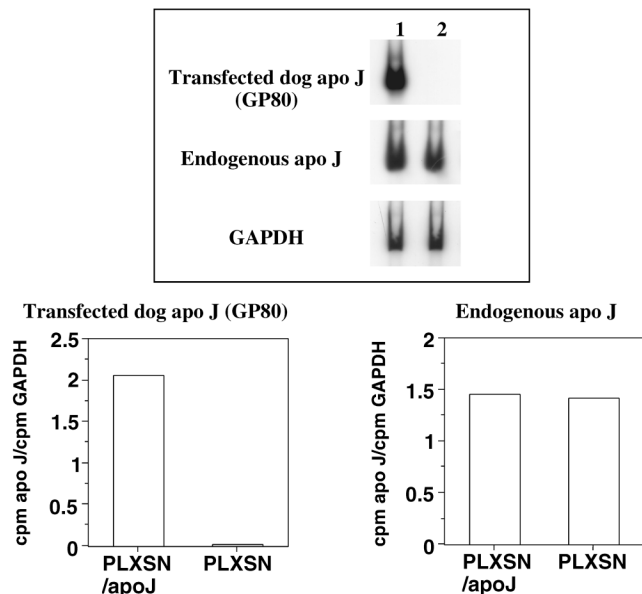 1 2
Transfected dog apo J
(GP80)
Endogenous apo J
GAPDH
Transfected dog apo J (GP80)
cpm apo J/cpm GAPDH
2.5
2
1.5
1
0.5
0
PLXSN
/apoJ
PLXSN
Endogenous apo J
cpm apo J/cpm GAPDH
2
1.5
1
0.5
0
PLXSN
/apoJ
PLXSN